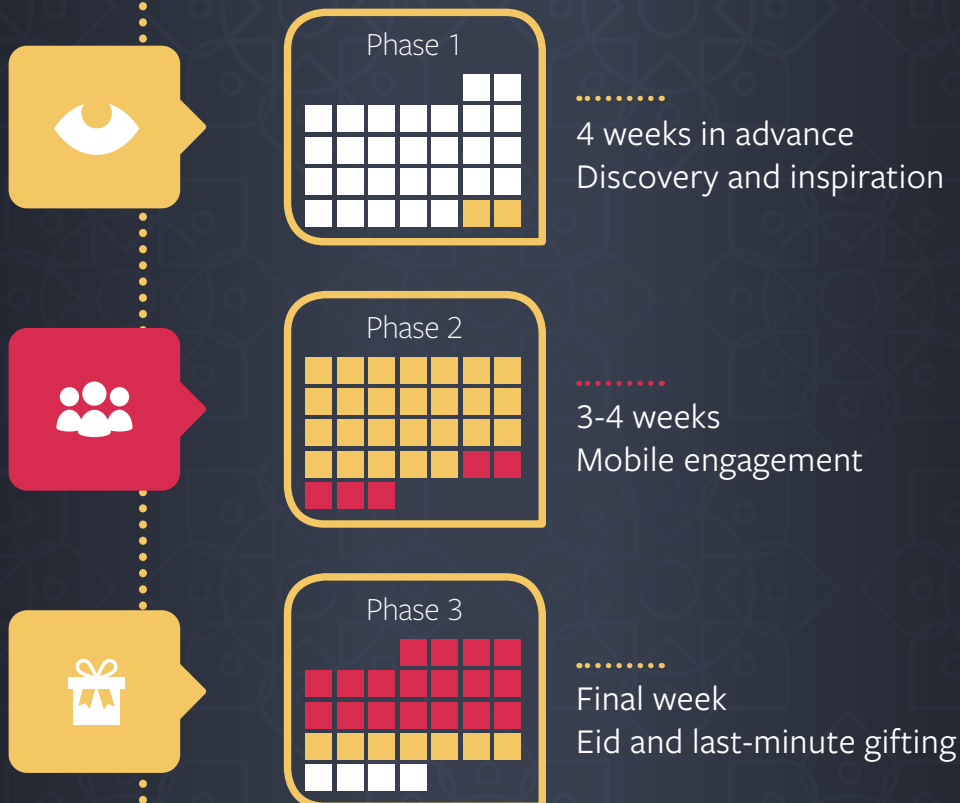 Phase 1
4 weeks in advance
Discovery and inspiration
Phase 2
3-4 weeks
Mobile engagement
Phase 3
Final week
Eid and last-minute gifting